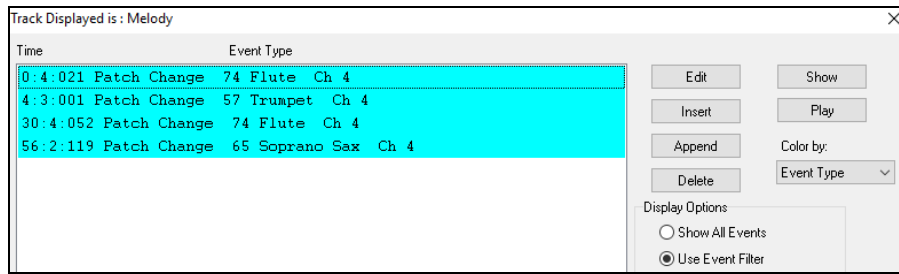 Track Displayed is : Melody
Time Event Type
0:4:021 Patch Change 74 Flute Ch 4
4:3:001 Patch Change 57 Trumpet Ch 4
30:4:052 Patch Change 74 Flute Ch 4
56:2:119 Patch Change 65 Soprano Sax Ch 4
Edit Show
Insert Play
Append Color by:
Delete Event Type
Display Options
Show All Events
Use Event Filter